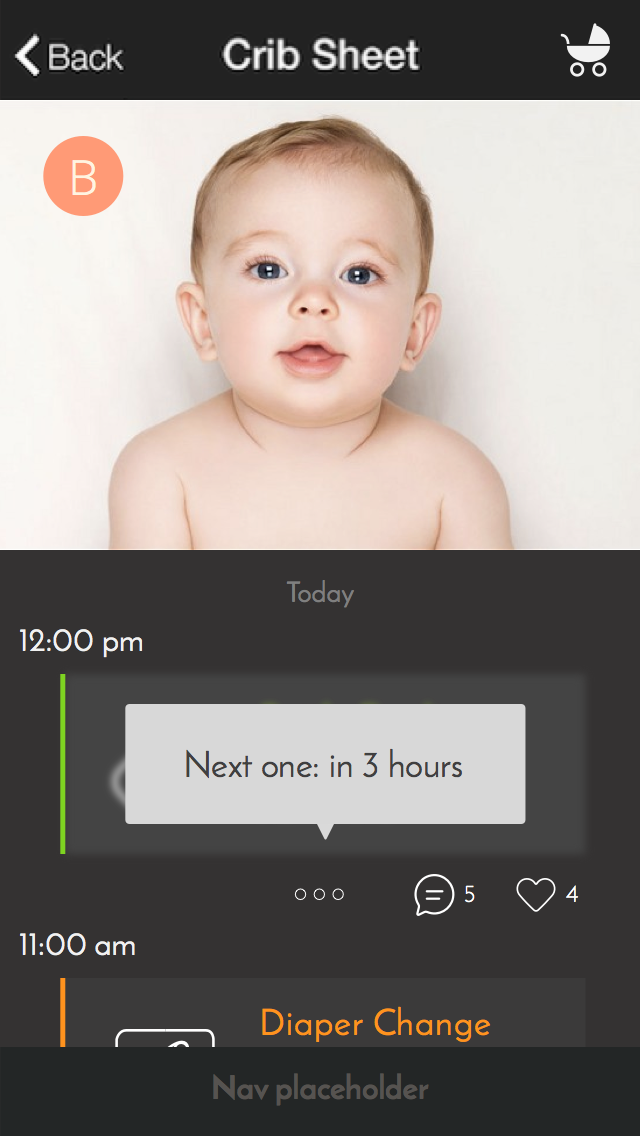 Back
Crib Sheet
B
Today
12:00 pm
Next one: in 3 hours
5
4
11:00 am
Diaper Change
Nav placeholder